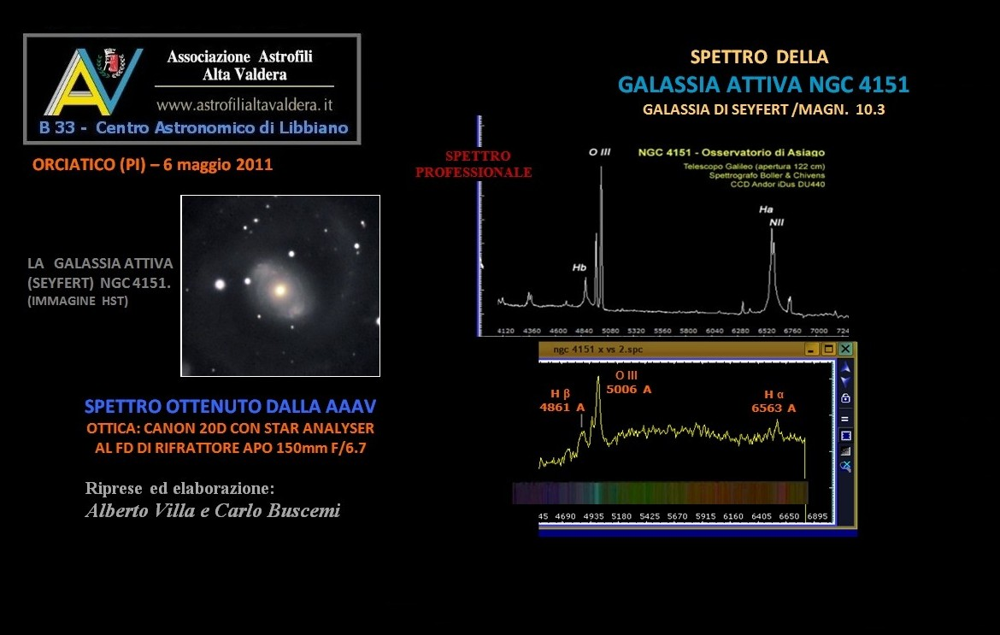 Associazione Astrofili
Alta Valdera
www.astrofilialtavaldera.it
B 33 - Centro Astronomico di Libbiano
ORCIATICO (PI) – 6 maggio 2011
LA GALASSIA ATTIVA
(SEYFERT) NGC 4151.
(IMMAGINE HST)
SPETTRO OTTENUTO DALLA AAAV
OTTICA: CANON 20D CON STAR ANALYSER
AL FD DI RIFRATTORE APO 150mm F/6.7
Riprese ed elaborazione:
Alberto Villa e Carlo Buscemi
SPETTRO DELLA
GALASSIA ATTIVA NGC 4151
GALASSIA DI SEYFERT /MAGN. 10.3
SPETTRO
PROFESSIONALE
O III
NGC 4151 - Osservatorio di Asiago
Telescopo Galileo (apertura 122 cm)
Spettrografo Boller & Chivens
CCD Andor iDus DU440
Ha
NII
Hb
4120 4360 4600 4840 5080 5320 5560 5800 6040 6280 6520 6760 7000 724
ngc 4151 x vs 2.spc
O III
5006 A
H β
4861 A
H α
6563 A
45 4690 4935 5180 5425 5670 5915 6160 6405 6650 6895